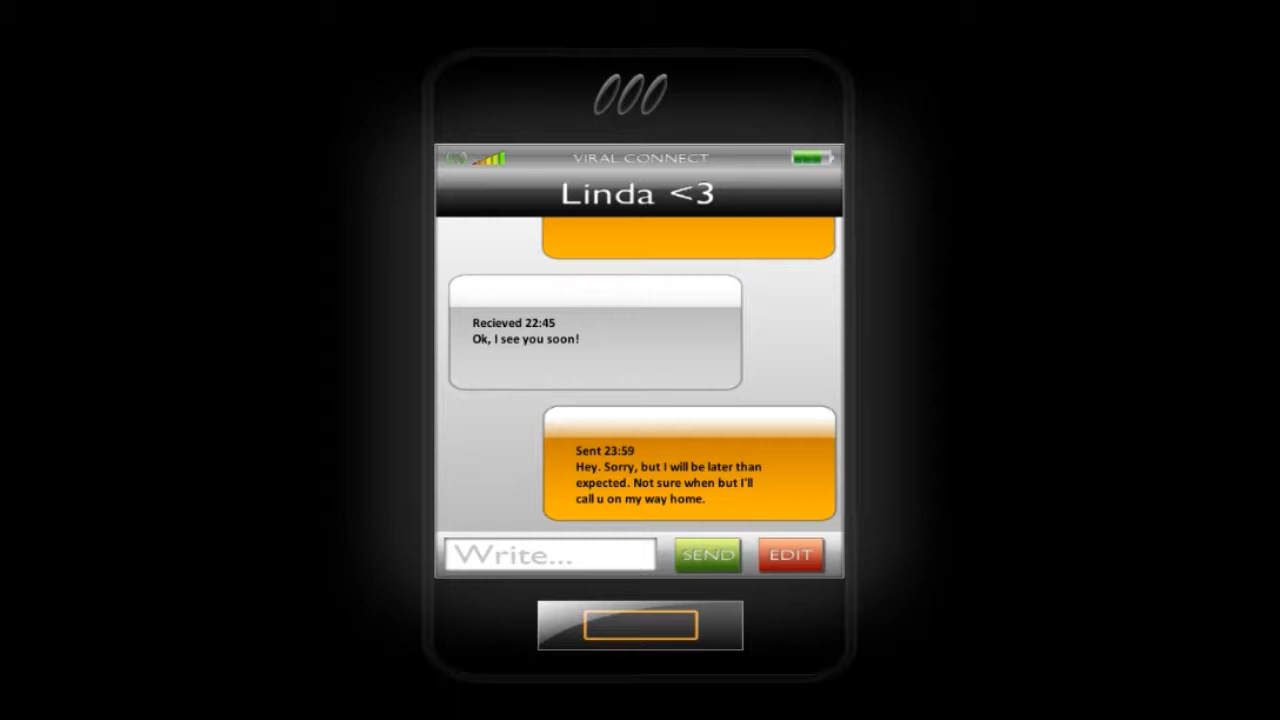 VIRAL CONNECT
Linda <3
Recieved 22:45
Ok, I see you soon!
Sent 23:59
Hey. Sorry, but I will be later than
expected. Not sure when but I'll
call u on my way home.
Write...
SEND
EDIT